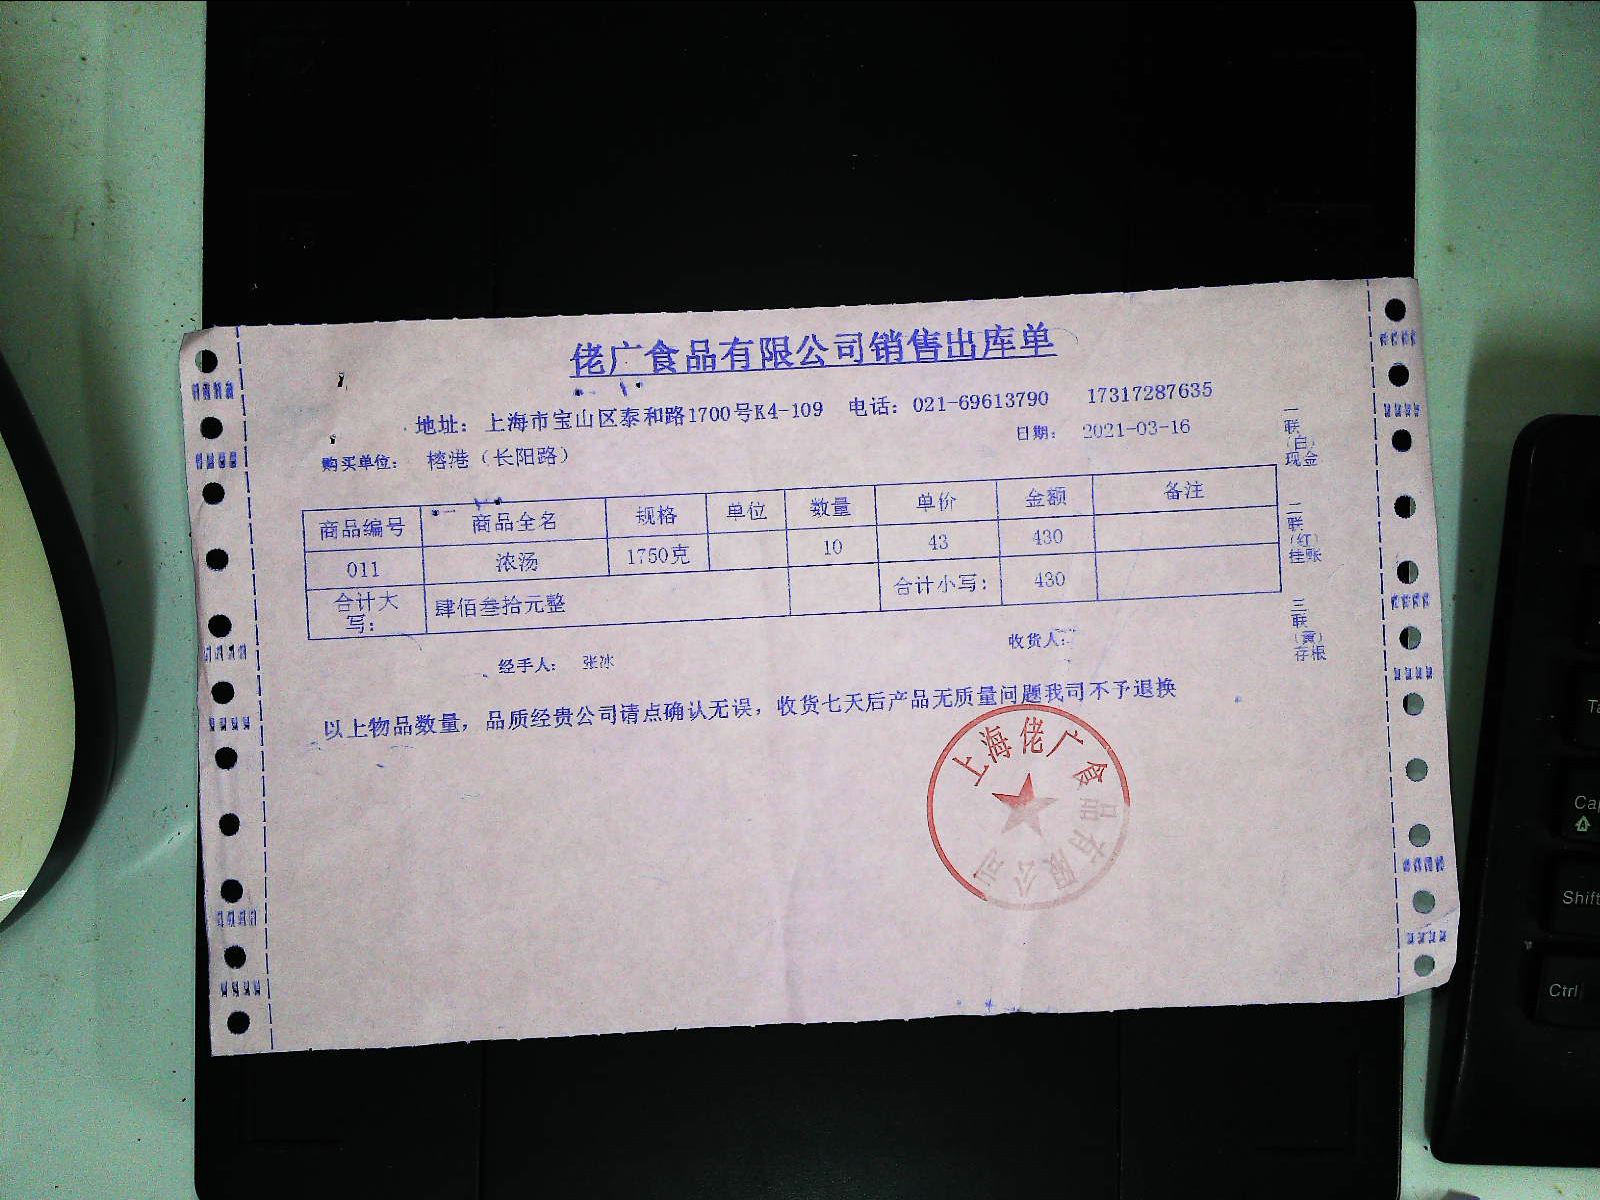 佬广食品有限公司销售出库单
地址：上海市宝山区泰和路1700号K4-109 电话：021-69613790 17317287635
购买单位： 榕港（长阳路） 日期： 2021-03-16
商品编号 商品全名 规格 单位 数量 单价 金额 备注
011 浓汤 1750克 10 43 430
合计大写： 肆佰叁拾元整 合计小写： 430
经手人： 张冰 收货人：
以上物品数量，品质经贵公司请点确认无误，收货七天后产品无质量问题我司不予退换
一联（白）现金
二联（红）挂账
三联（黄）存根
上海佬广食品有限公司
Ta
Cap
Shift
Ctrl